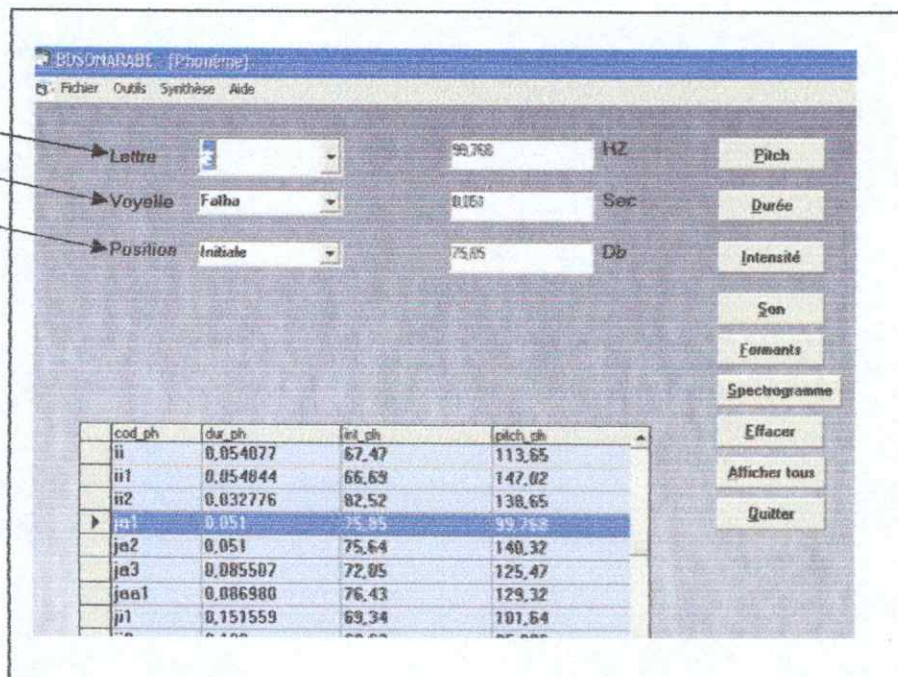 BDSONARABE - [Phonème]
Fichier Outils Synthèse Aide
Lettre 99,768 HZ Pitch
Voyelle Fatha 0,051 Sec Durée
Position Initiale 75,85 Db Intensité
Son
Formants
Spectrogramme
Effacer
Afficher tous
Quitter
cod_ph dur_ph int_ph pitch_ph
ii 0,054077 67,47 113,65
ii1 0,054844 66,69 147,02
ii2 0,032776 82,52 138,65
ja1 0,051 75,85 99,768
ja2 0,051 75,64 140,32
ja3 0,085507 72,05 125,47
jaa1 0,086980 76,43 129,32
ji1 0,151559 69,34 101,64